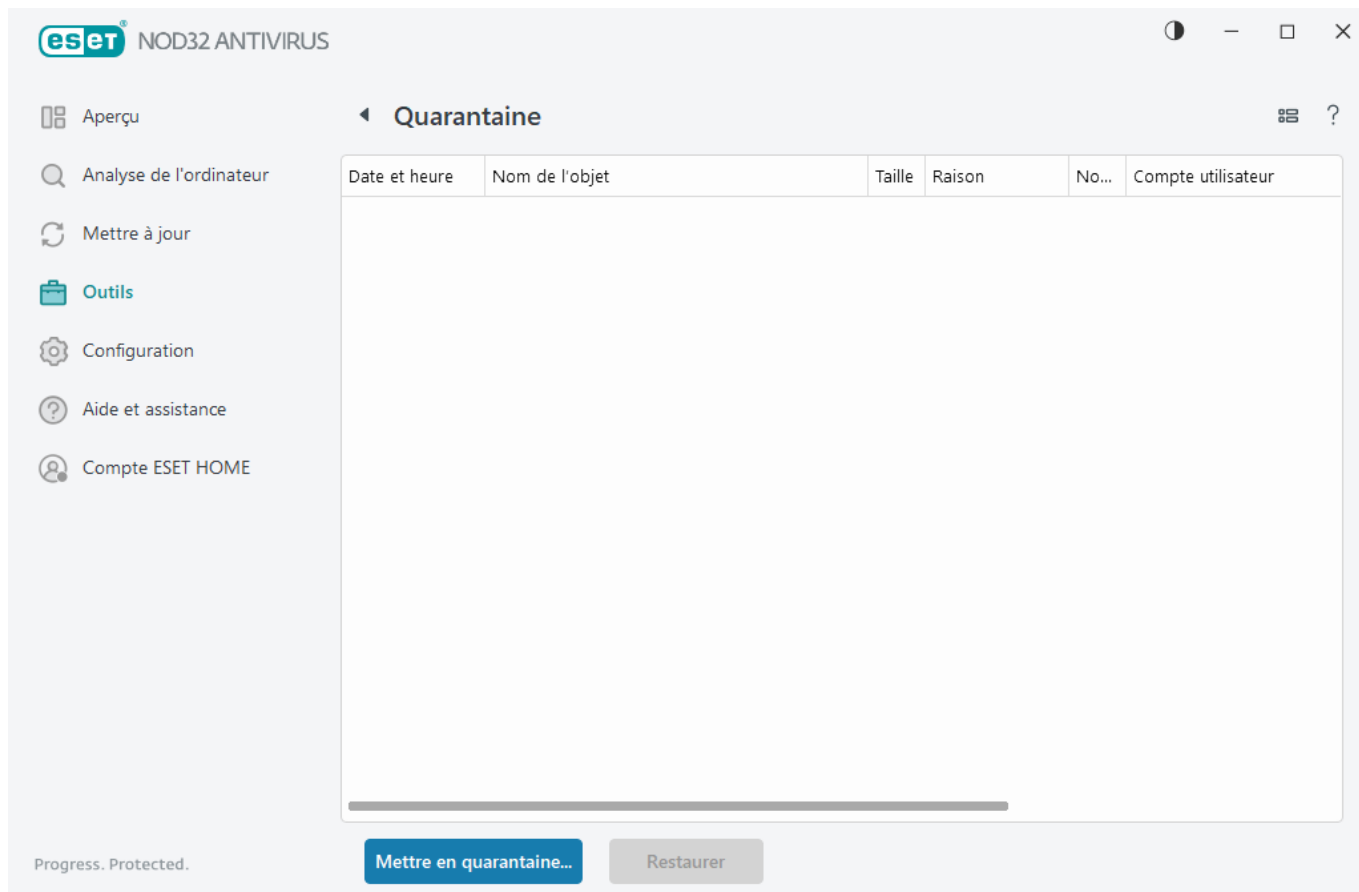 eset® NOD32 ANTIVIRUS
Aperçu
Analyse de l'ordinateur
Mettre à jour
Outils
Configuration
Aide et assistance
Compte ESET HOME
Progress. Protected.
Quarantaine
?
Date et heure Nom de l'objet Taille Raison No... Compte utilisateur
Mettre en quarantaine... Restaurer